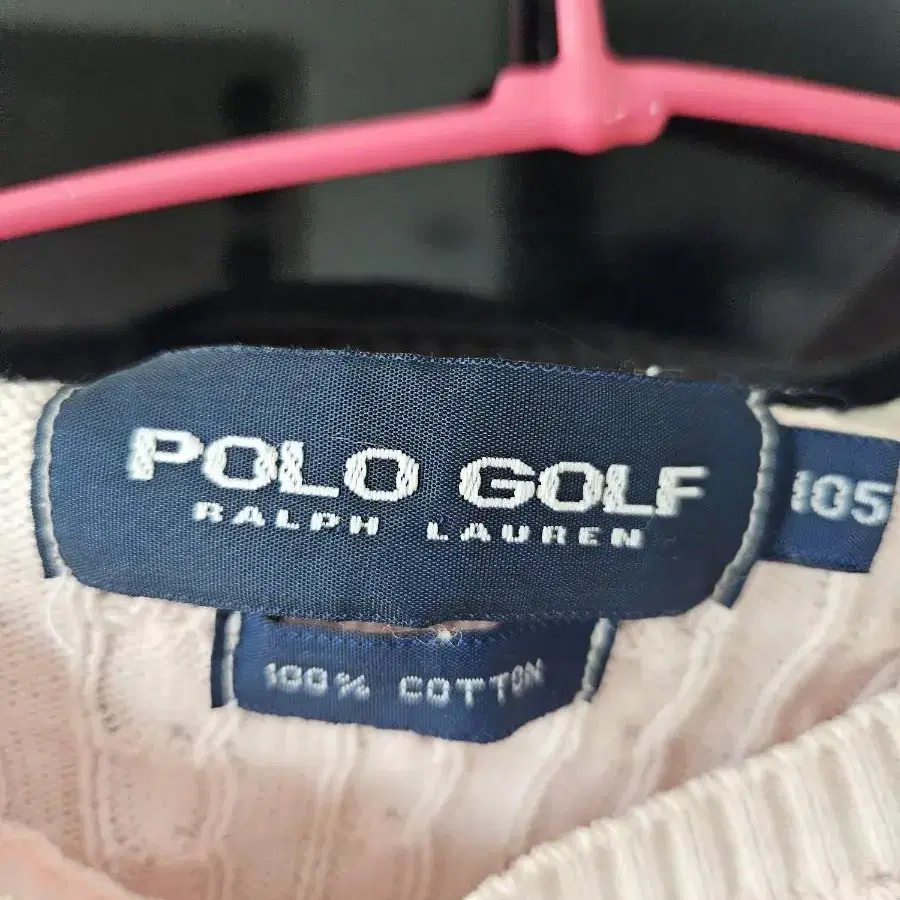 POLO GOLF
RALPH LAUREN
105
100% COTTON